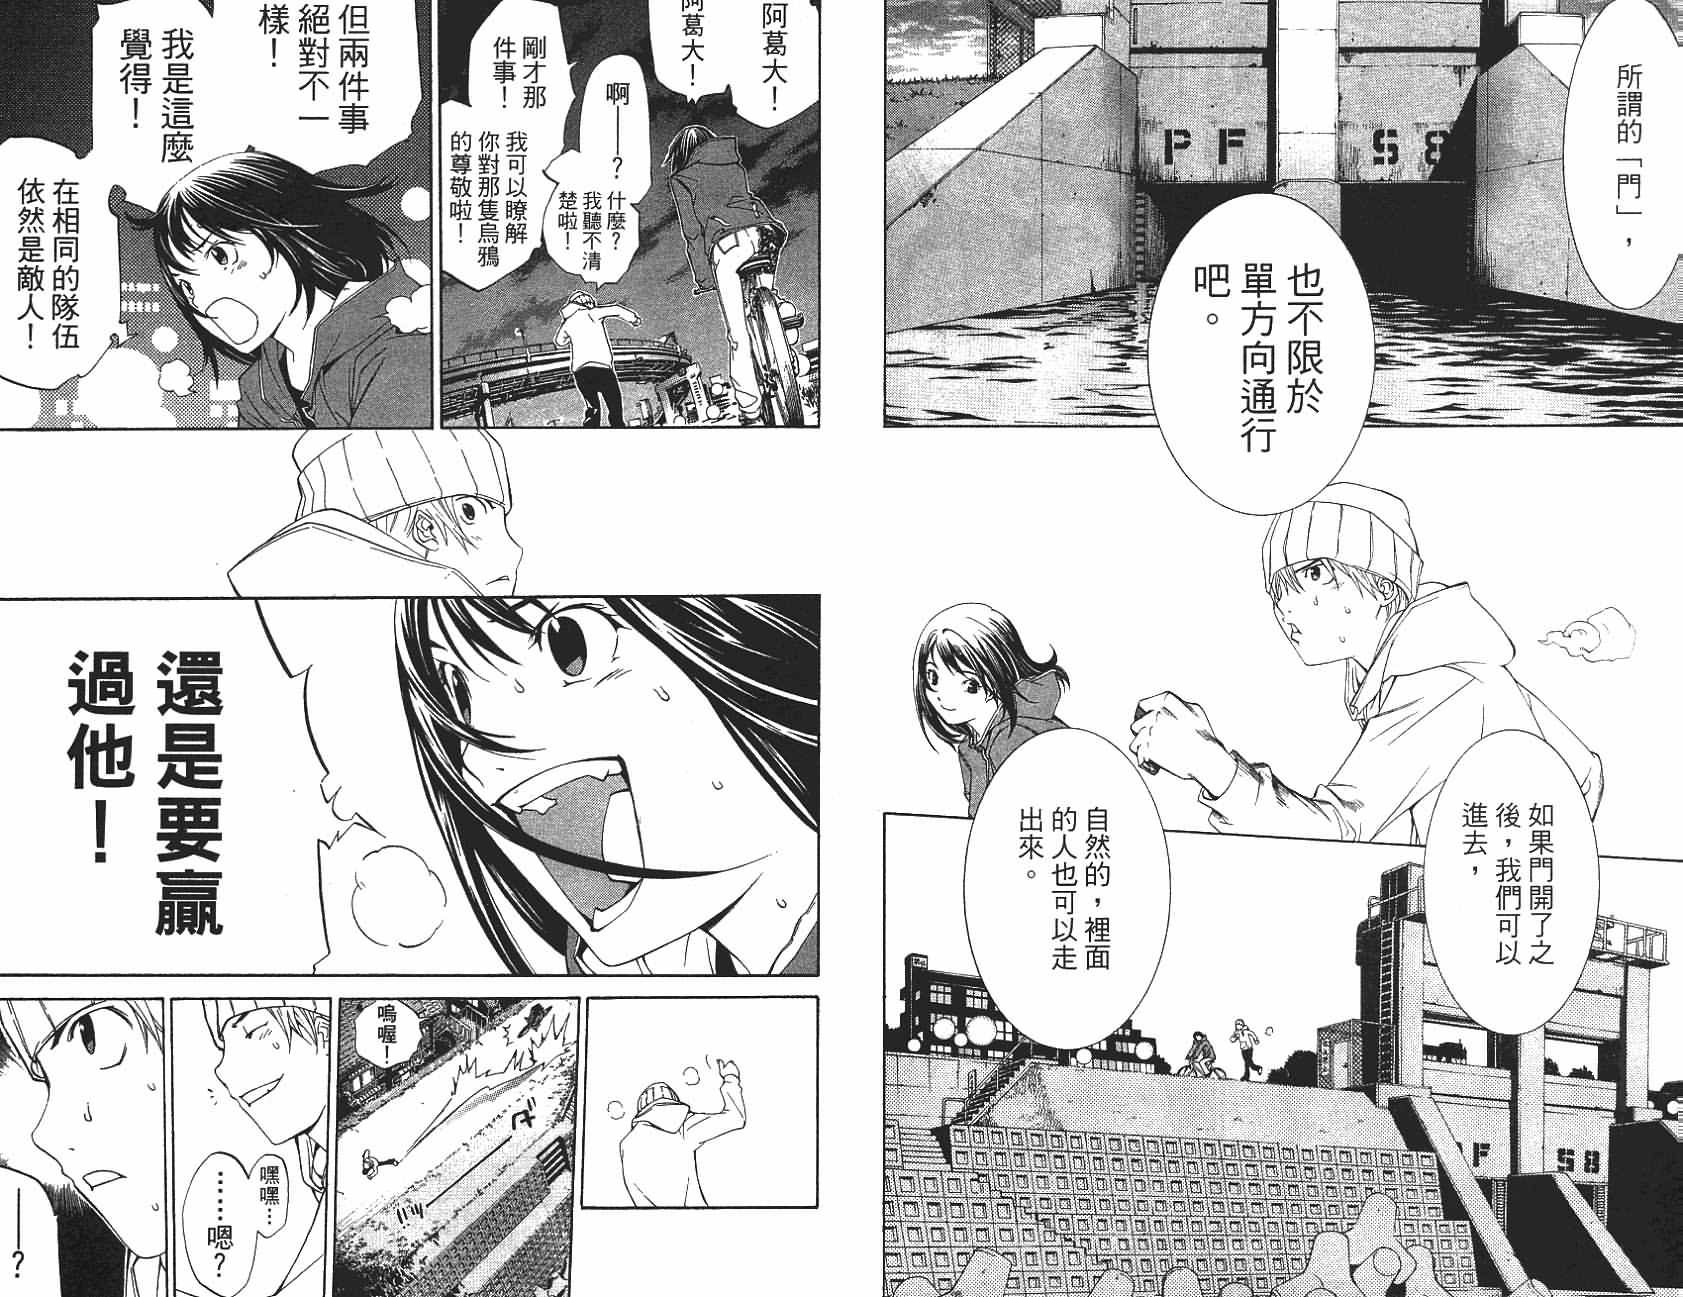 所謂的「門」，
PF S8
也不限於
單方向通行
吧。
如果門開了之
後，我們可以
進去，
自然的，裡面
的人也可以走
出來。
PF S8
阿葛大！
阿葛大！
啊——？
什麼？
我聽不清
楚啦！
剛才那
件事！
我可以瞭解
你對那隻烏鴉
的尊敬啦！
但兩件事
絕對不一
樣！
我是這麼
覺得！
在相同的隊伍
依然是敵人！
還是要贏
過他！
嗚喔！
嘿嘿…
……嗯？
——？